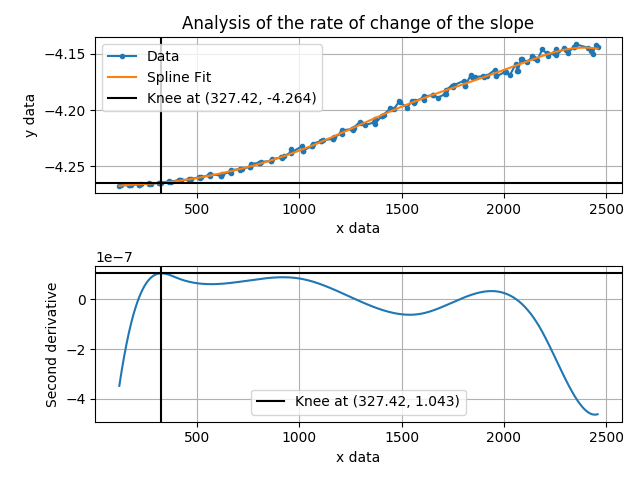 Analysis of the rate of change of the slope
Data
Spline Fit
Knee at (327.42, -4.264)
−4.15
−4.20
−4.25
y data
500
1000
1500
2000
2500
x data
1e−7
0
−2
−4
Second derivative
Knee at (327.42, 1.043)
500
1000
1500
2000
2500
x data